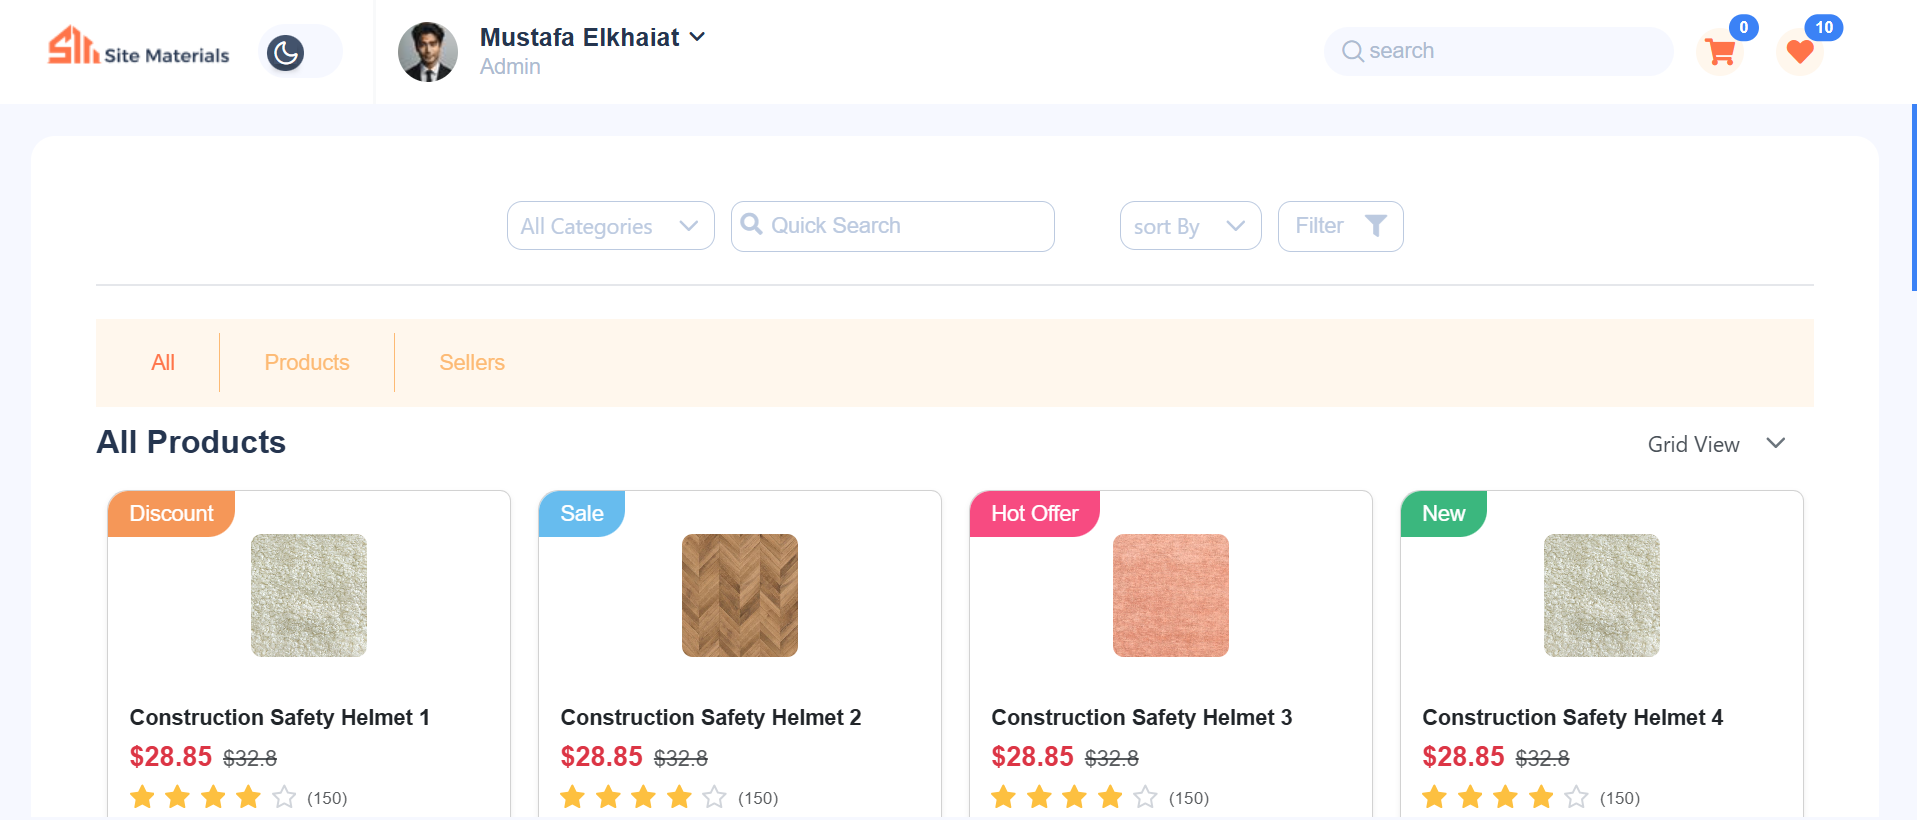 Site Materials
Mustafa Elkhaiat
Admin
search
0
10
All Categories
Quick Search
sort By
Filter
All
Products
Sellers
All Products
Grid View
Discount
Construction Safety Helmet 1
$28.85 $32.8
(150)
Sale
Construction Safety Helmet 2
$28.85 $32.8
(150)
Hot Offer
Construction Safety Helmet 3
$28.85 $32.8
(150)
New
Construction Safety Helmet 4
$28.85 $32.8
(150)